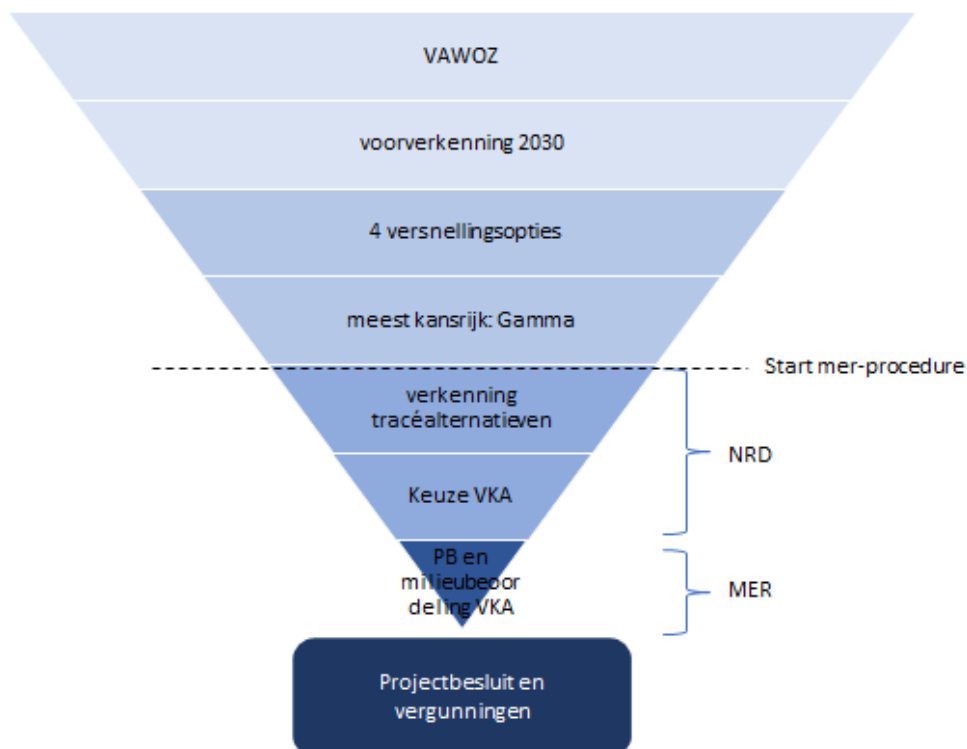 VAWOZ
voorverkenning 2030
4 versnellingsopties
meest kansrijk: Gamma
Start mer-procedure
verkenning
tracéalternatieven
NRD
Keuze VKA
PB en
milieubeoor
deling VKA
MER
Projectbesluit en
vergunningen